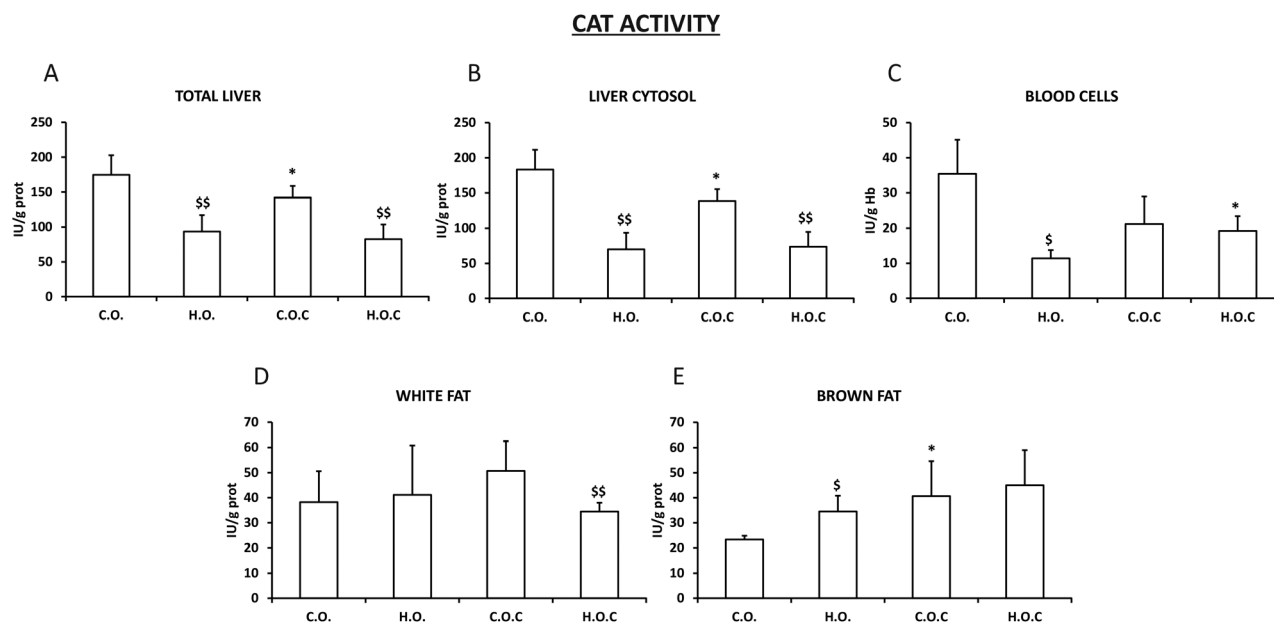 CAT ACTIVITY
A
TOTAL LIVER
IU/g prot
250
200
150
100
50
0
$$
*
$$
C.O.
H.O.
C.O.C
H.O.C
B
LIVER CYTOSOL
IU/g prot
250
200
150
100
50
0
$$
*
$$
C.O.
H.O.
C.O.C
H.O.C
C
BLOOD CELLS
IU/g Hb
50
40
30
20
10
0
$
*
C.O.
H.O.
C.O.C
H.O.C
D
WHITE FAT
IU/g prot
70
60
50
40
30
20
10
0
$$
C.O.
H.O.
C.O.C
H.O.C
E
BROWN FAT
IU/g prot
70
60
50
40
30
20
10
0
$
*
C.O.
H.O.
C.O.C
H.O.C